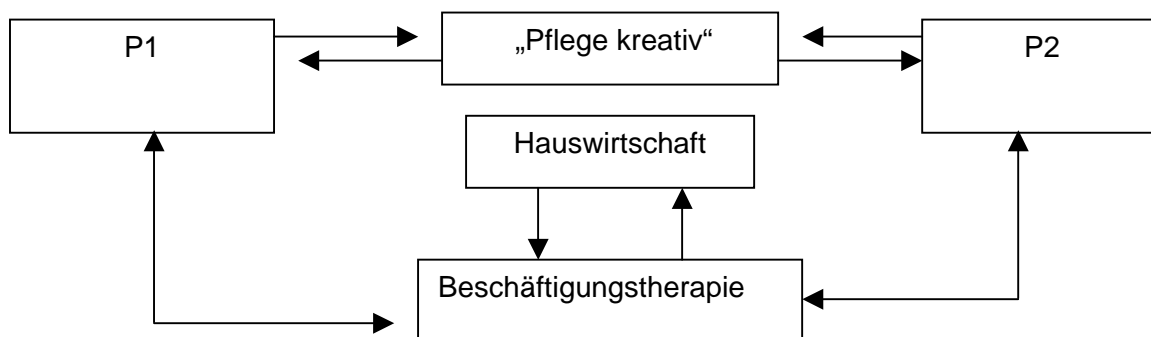 P1
„Pflege kreativ“
P2
Hauswirtschaft
Beschäftigungstherapie